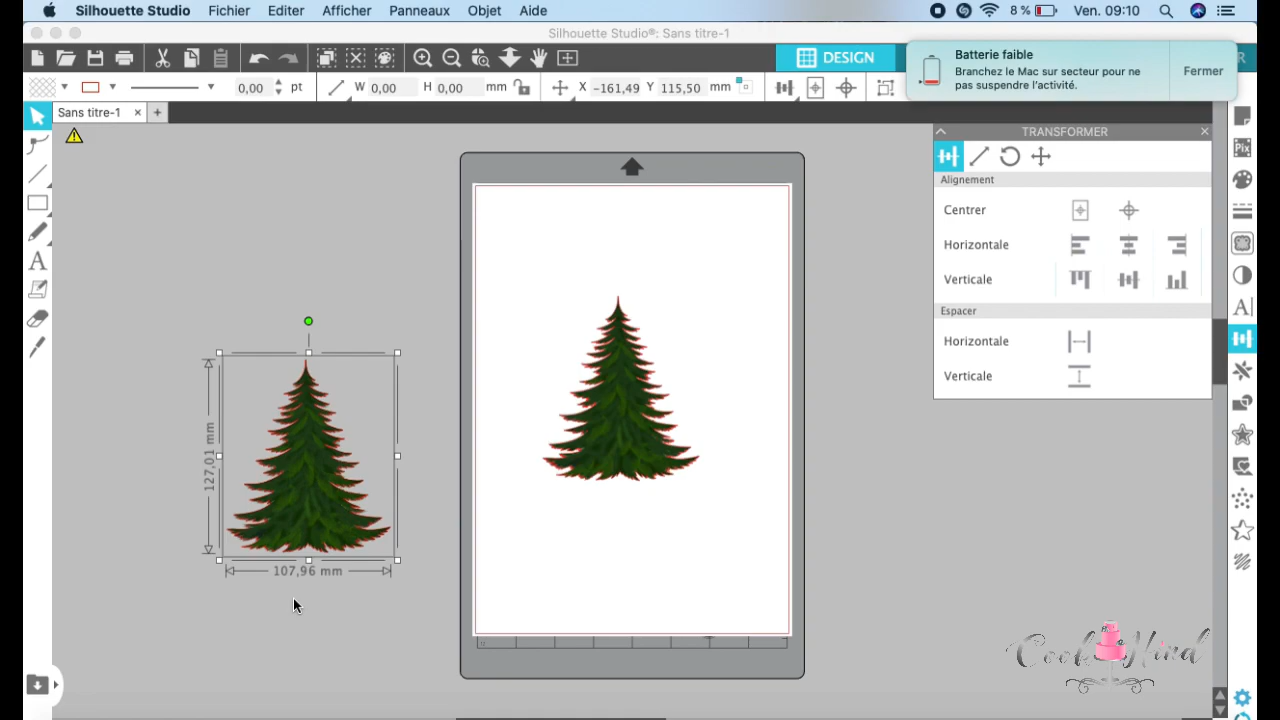 Silhouette Studio Fichier Editer Afficher Panneaux Objet Aide 8 % Ven. 09:10
Silhouette Studio®: Sans titre-1
DESIGN
Batterie faible
Branchez le Mac sur secteur pour ne
pas suspendre l'activité.
Fermer
R
0,00 pt W 0,00 H 0,00 mm X -161,49 Y 115,50 mm
Sans titre-1 × +
TRANSFORMER
Pix
Alignement
Centrer
Horizontale
Verticale
Espacer
Horizontale
Verticale
127,01 mm
107,96 mm
Cook Mind